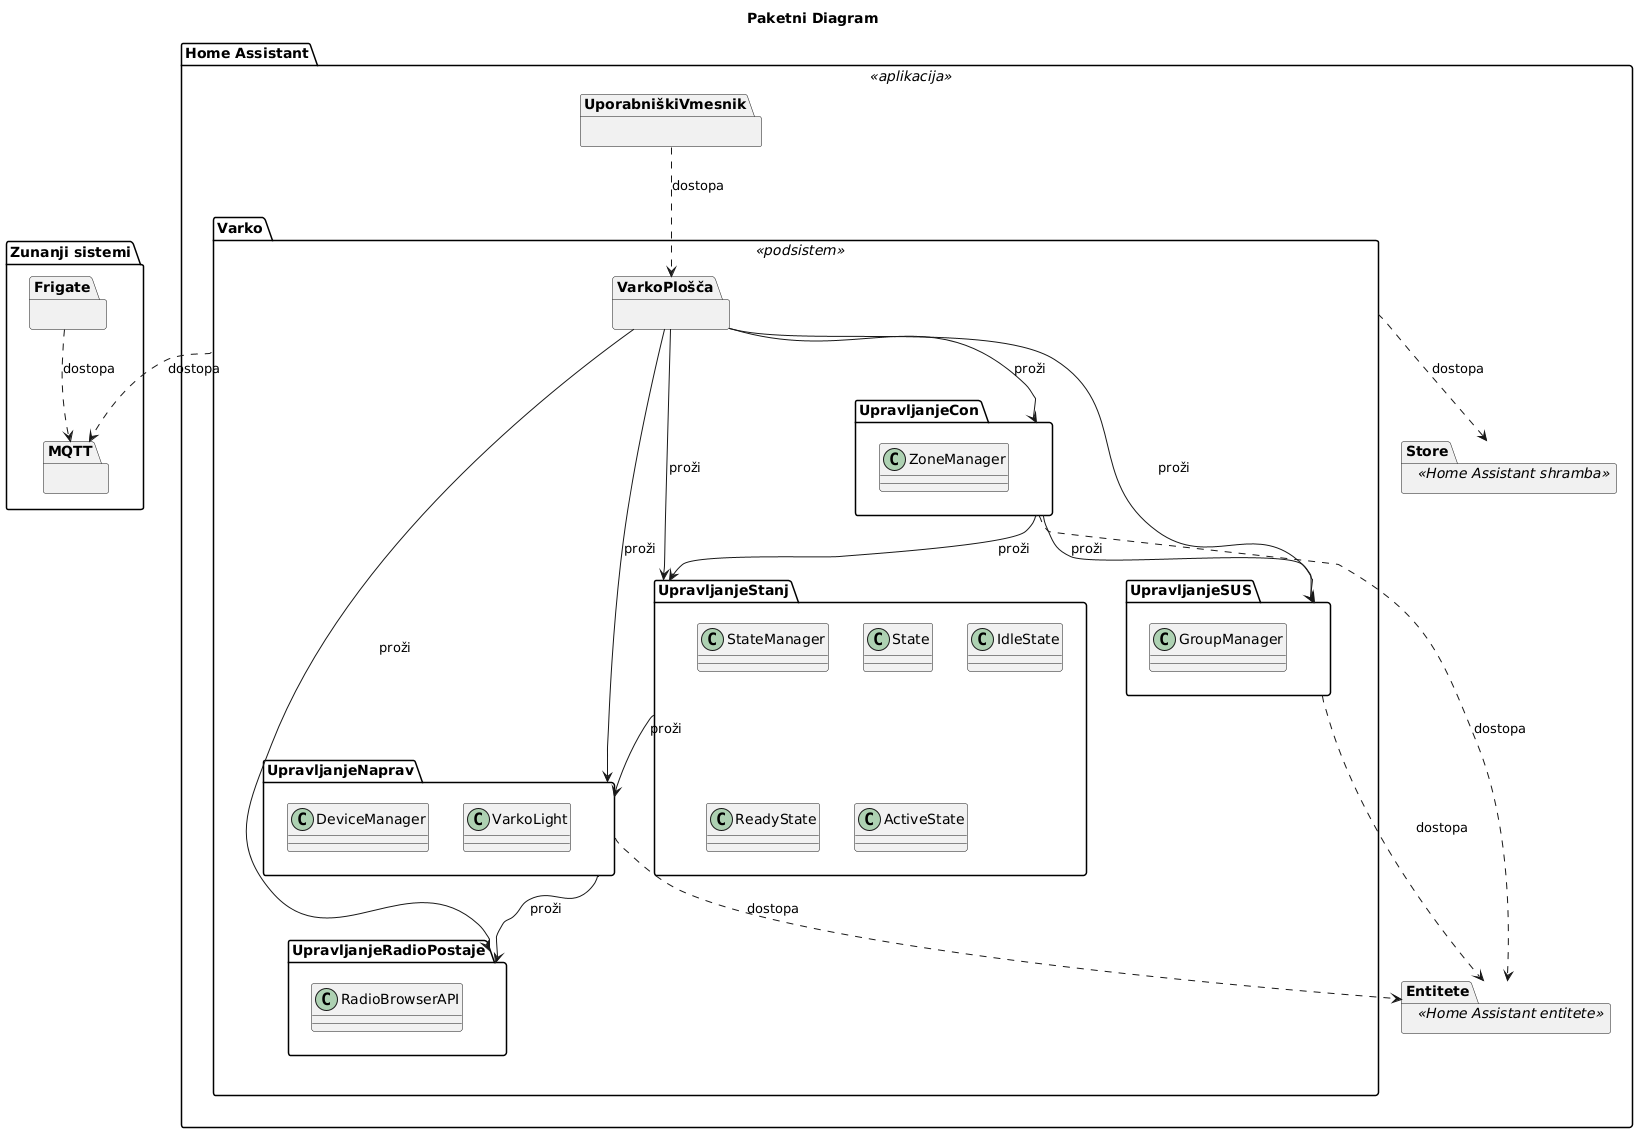 Paketni Diagram
Home Assistant
«aplikacija»
UporabniškiVmesnik
dostopa
Varko
«podsistem»
Zunanji sistemi
Frigate
VarkoPlošča
dostopa
dostopa
proži
dostopa
UpravljanjeCon
C ZoneManager
MQTT
Store
«Home Assistant shramba»
proži
proži
proži
proži
proži
UpravljanjeStanj
UpravljanjeSUS
C StateManager
C State
C IdleState
C GroupManager
proži
proži
dostopa
UpravljanjeNaprav
C DeviceManager
C VarkoLight
C ReadyState
C ActiveState
dostopa
proži
dostopa
UpravljanjeRadioPostaje
C RadioBrowserAPI
Entitete
«Home Assistant entitete»